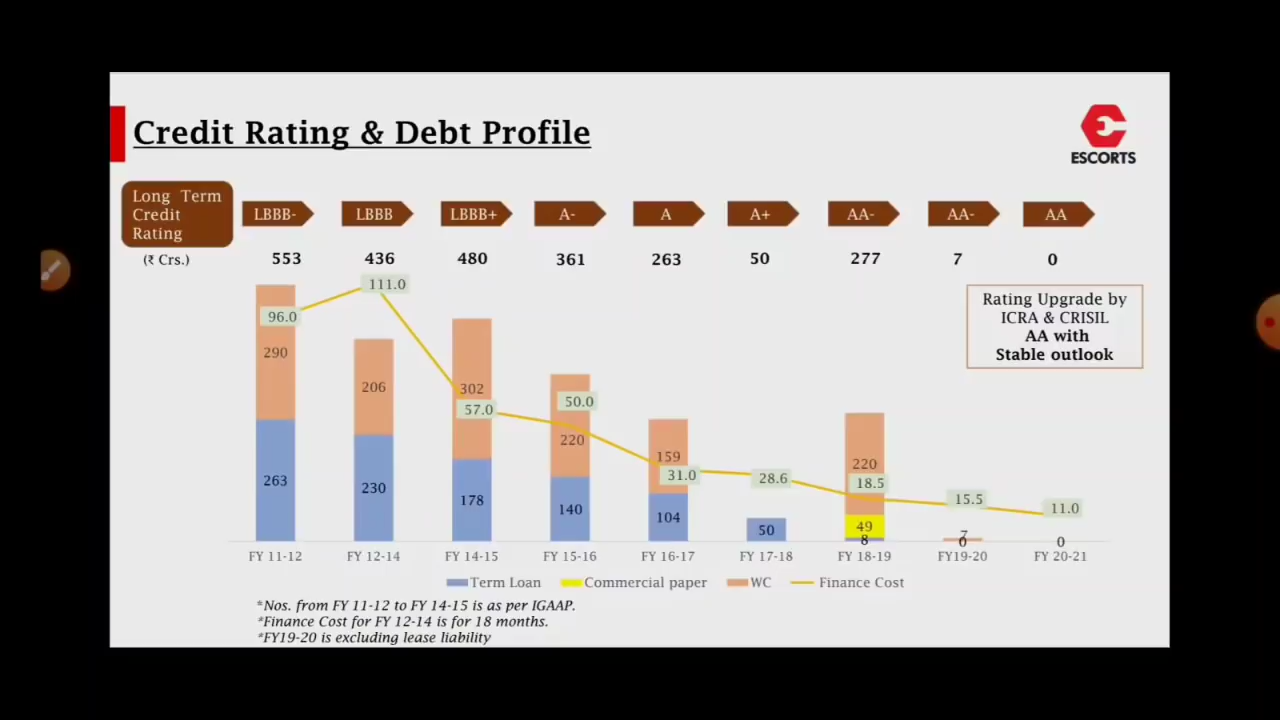 Credit Rating & Debt Profile
ESCORTS
Long Term
Credit
Rating
LBBB- LBBB LBBB+ A- A A+ AA- AA- AA
(₹ Crs.) 553 436 480 361 263 50 277 7 0
Rating Upgrade by
ICRA & CRISIL
AA with
Stable outlook
96.0 111.0 57.0 50.0 31.0 28.6 18.5 15.5 11.0
290 206 302 220 159 220 7
49
263 230 178 140 104 50 8 0 0
FY 11-12 FY 12-14 FY 14-15 FY 15-16 FY 16-17 FY 17-18 FY 18-19 FY19-20 FY 20-21
Term Loan Commercial paper WC Finance Cost
*Nos. from FY 11-12 to FY 14-15 is as per IGAAP.
*Finance Cost for FY 12-14 is for 18 months.
*FY19-20 is excluding lease liability